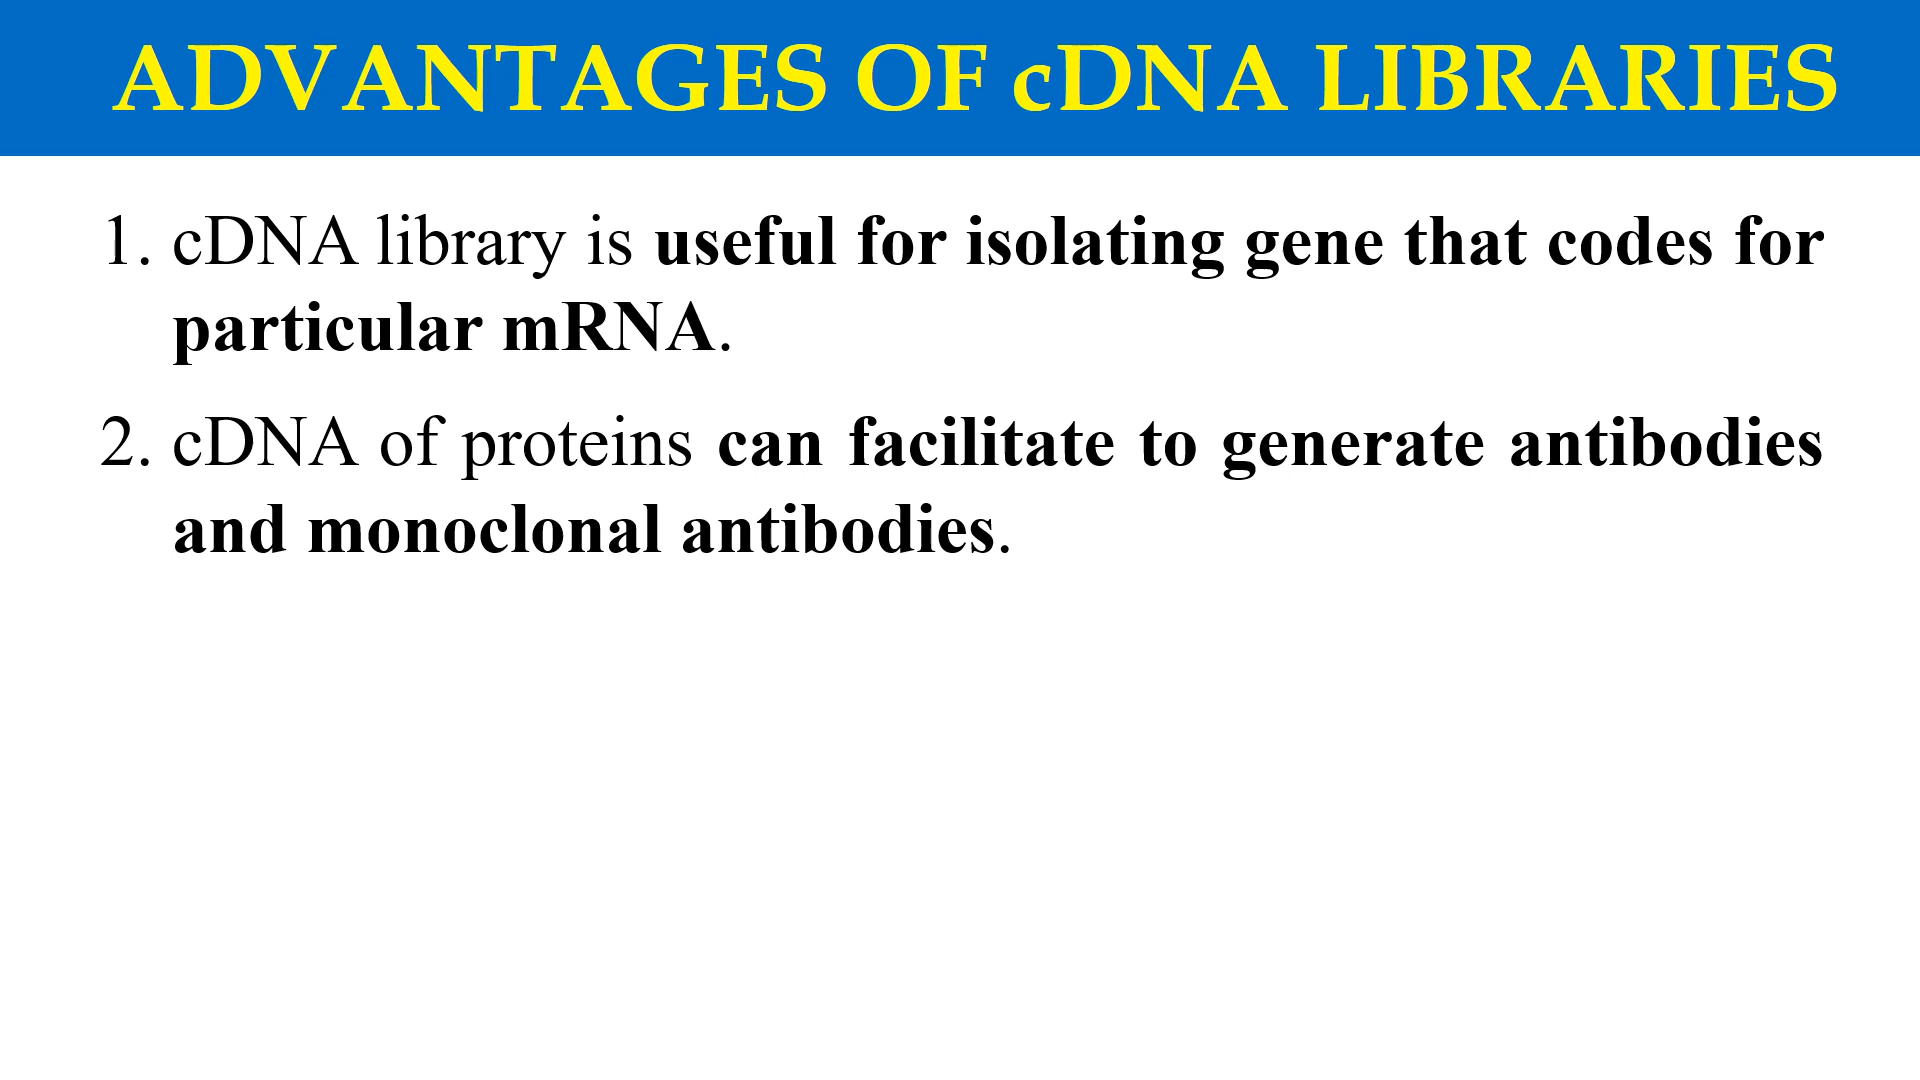 ADVANTAGES OF cDNA LIBRARIES
1. cDNA library is useful for isolating gene that codes for
particular mRNA.
2. cDNA of proteins can facilitate to generate antibodies
and monoclonal antibodies.